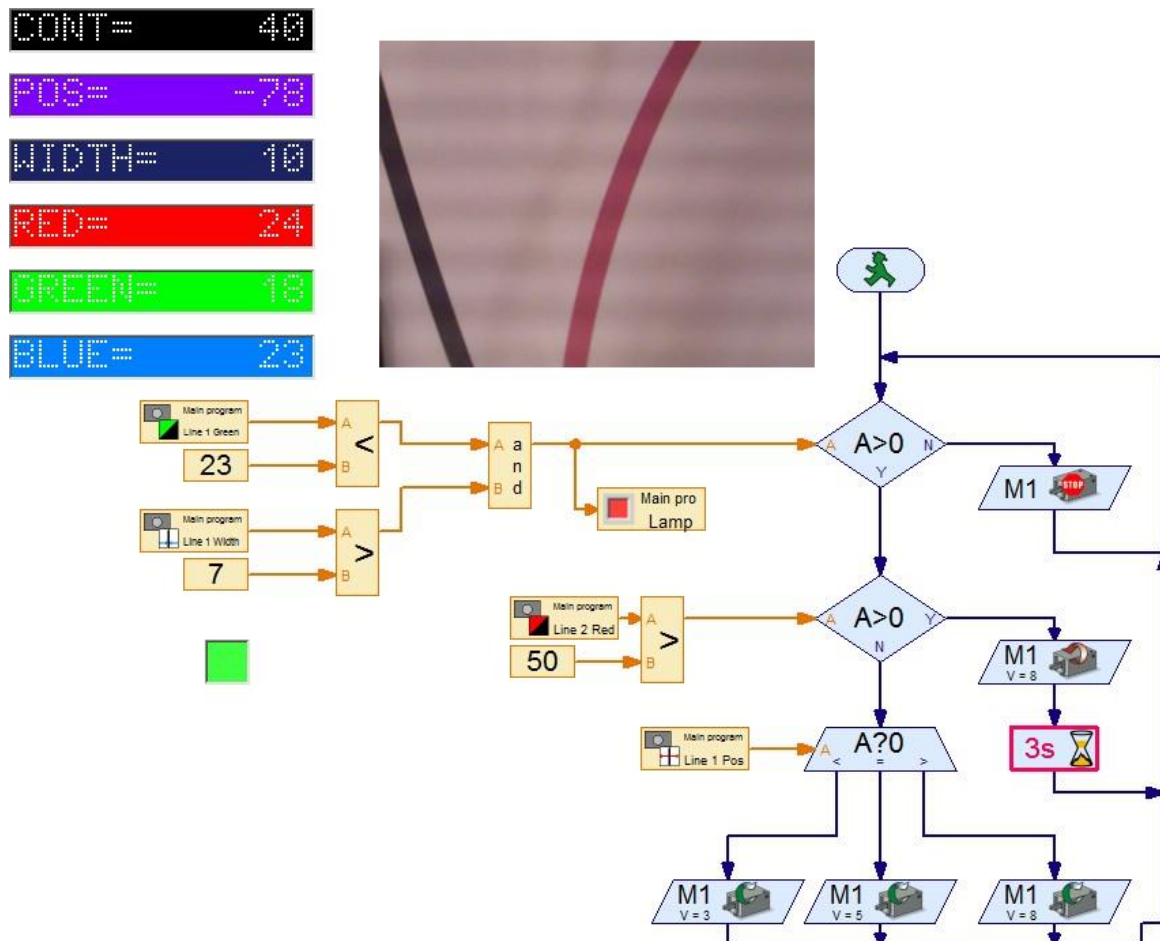 CONT= 40
POS= -78
WIDTH= 10
RED= 24
GREEN= 18
BLUE= 23
Main program
Line 1 Green
A
B
<
23
A
B
and
A
A>0
N
Y
M1
STOP
Main pro
Lamp
Main program
Line 1 Width
A
B
>
7
Main program
Line 2 Red
A
B
>
50
A
A>0
Y
N
M1
V = 8
Main program
Line 1 Pos
A
A?0
< = >
3s
M1
V = 3
M1
V = 5
M1
V = 8